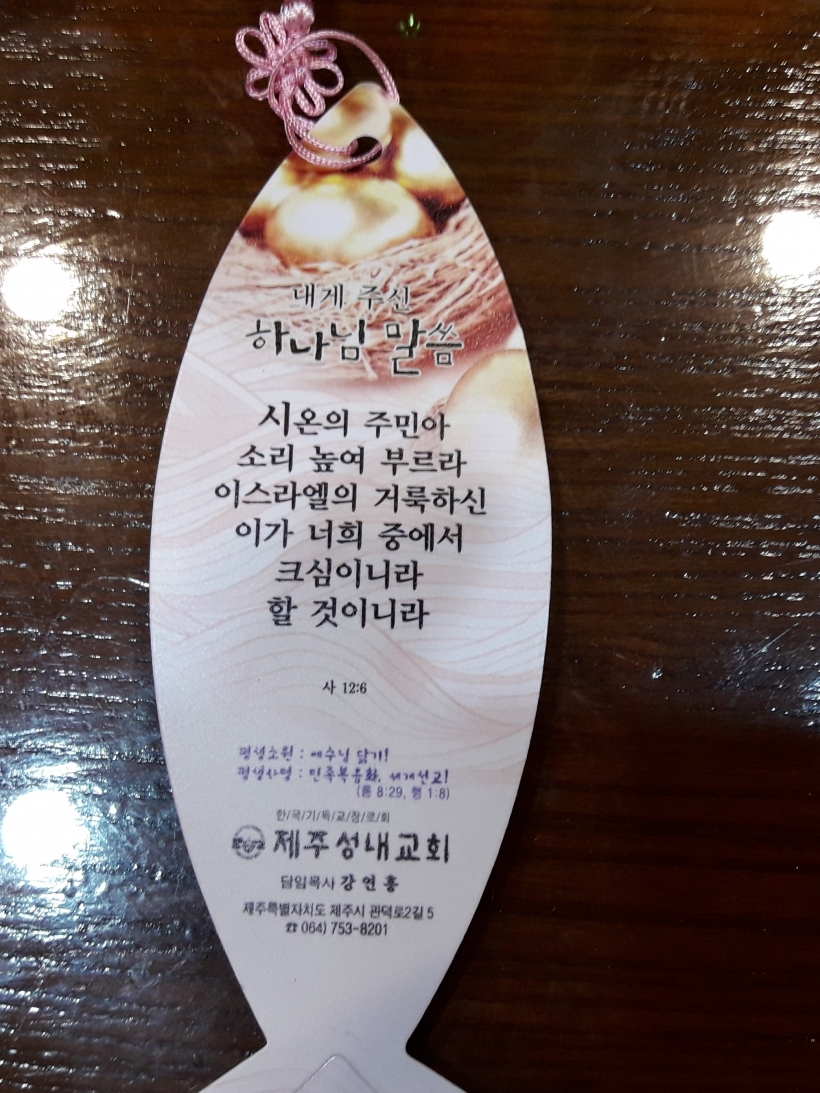 내게 주신
하나님 말씀
시온의 주민아
소리 높여 부르라
이스라엘의 거룩하신
이가 너희 중에서
크심이니라
할 것이니라
사 12:6
평생소원 : 예수님 닮기!
평생사명 : 민족복음화, 세계선교!
(롬 8:29, 행 1:8)
한/국/기/독/교/장/로/회
제주성내교회
담임목사 강연홍
제주특별자치도 제주시 관덕로2길 5
☎ 064) 753-8201